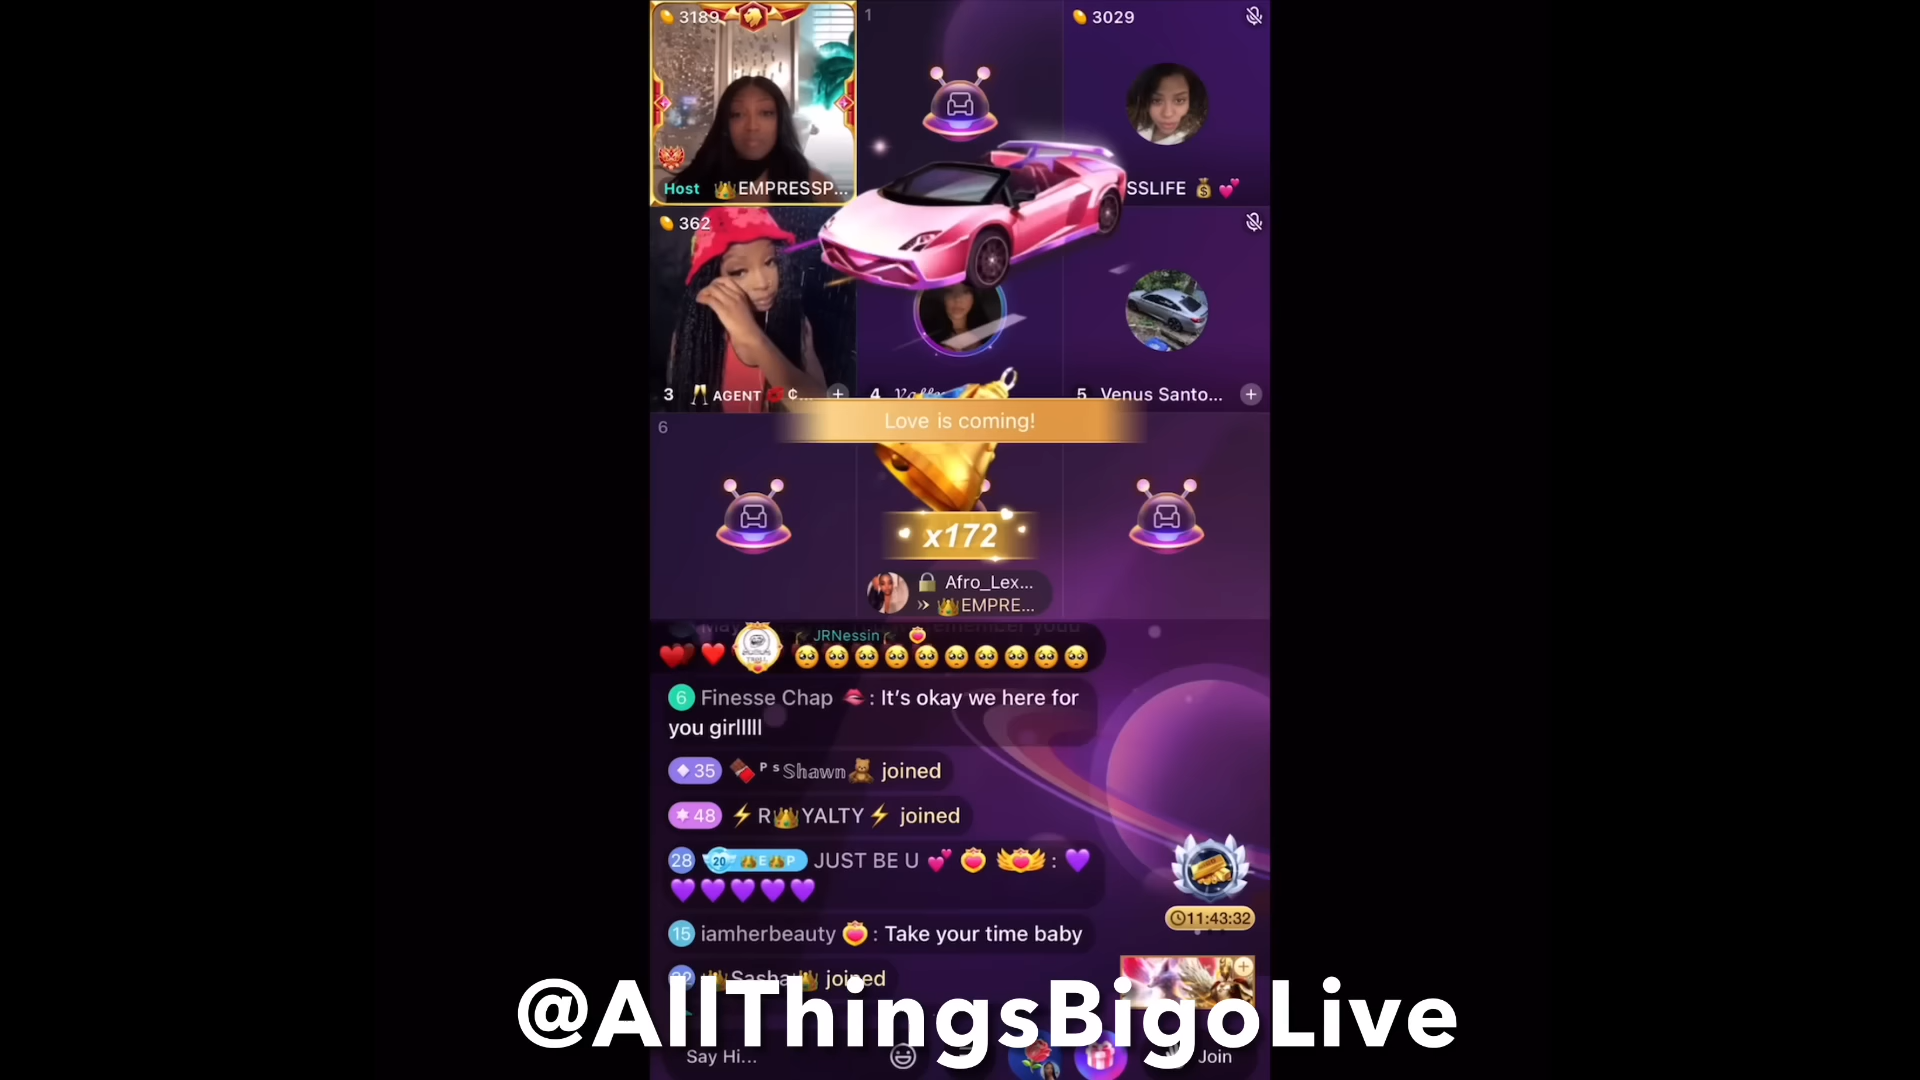 3189
1
3029
Host 👑EMPRESSP...
SSLIFE 💰 💕
362
3 🥂 AGENT 💋 ¢...
4
5 Venus Santo...
Love is coming!
6
x172
🔒 Afro_Lex...
👑EMPRE...
JRNessin
❤️ ❤️ 🥺🥺🥺🥺🥺🥺🥺🥺🥺🥺
6 Finesse Chap 💋 : It's okay we here for
you girlllll
35 🍫 ᴾ ˢ 𝕊𝕙𝕒𝕨𝕟🧸 joined
48 ⚡ R👑YALTY ⚡ joined
28 20 👑E👑P JUST BE U 💕 : 💜
💜💜💜💜💜
11:43:32
15 iamherbeauty : Take your time baby
👑Sasha👑 joined
@AllThingsBigoLive
Say Hi...
Join